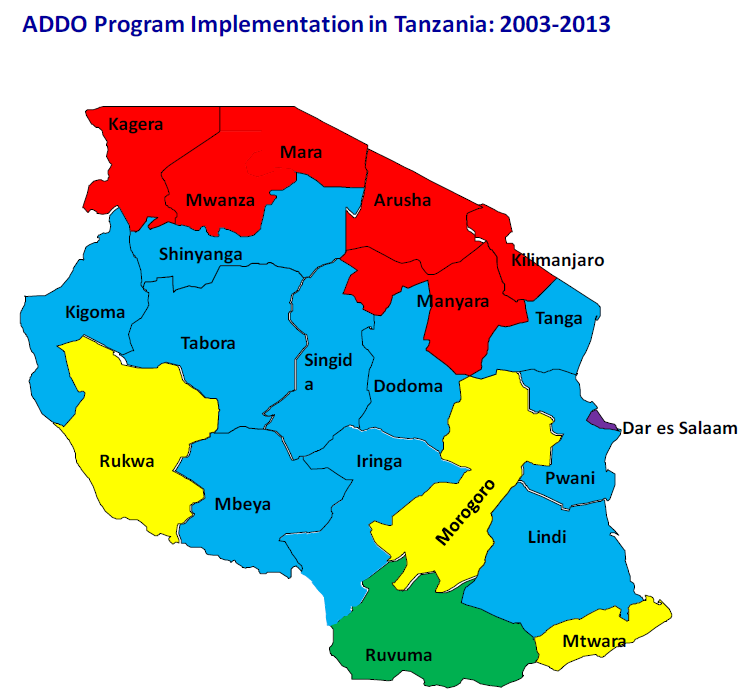 ADDO Program Implementation in Tanzania: 2003-2013
Kagera
Mara
Mwanza
Arusha
Shinyanga
Kilimanjaro
Kigoma
Manyara
Tanga
Tabora
Singid
a
Dodoma
Dar es Salaam
Rukwa
Iringa
Pwani
Mbeya
Morogoro
Lindi
Mtwara
Ruvuma